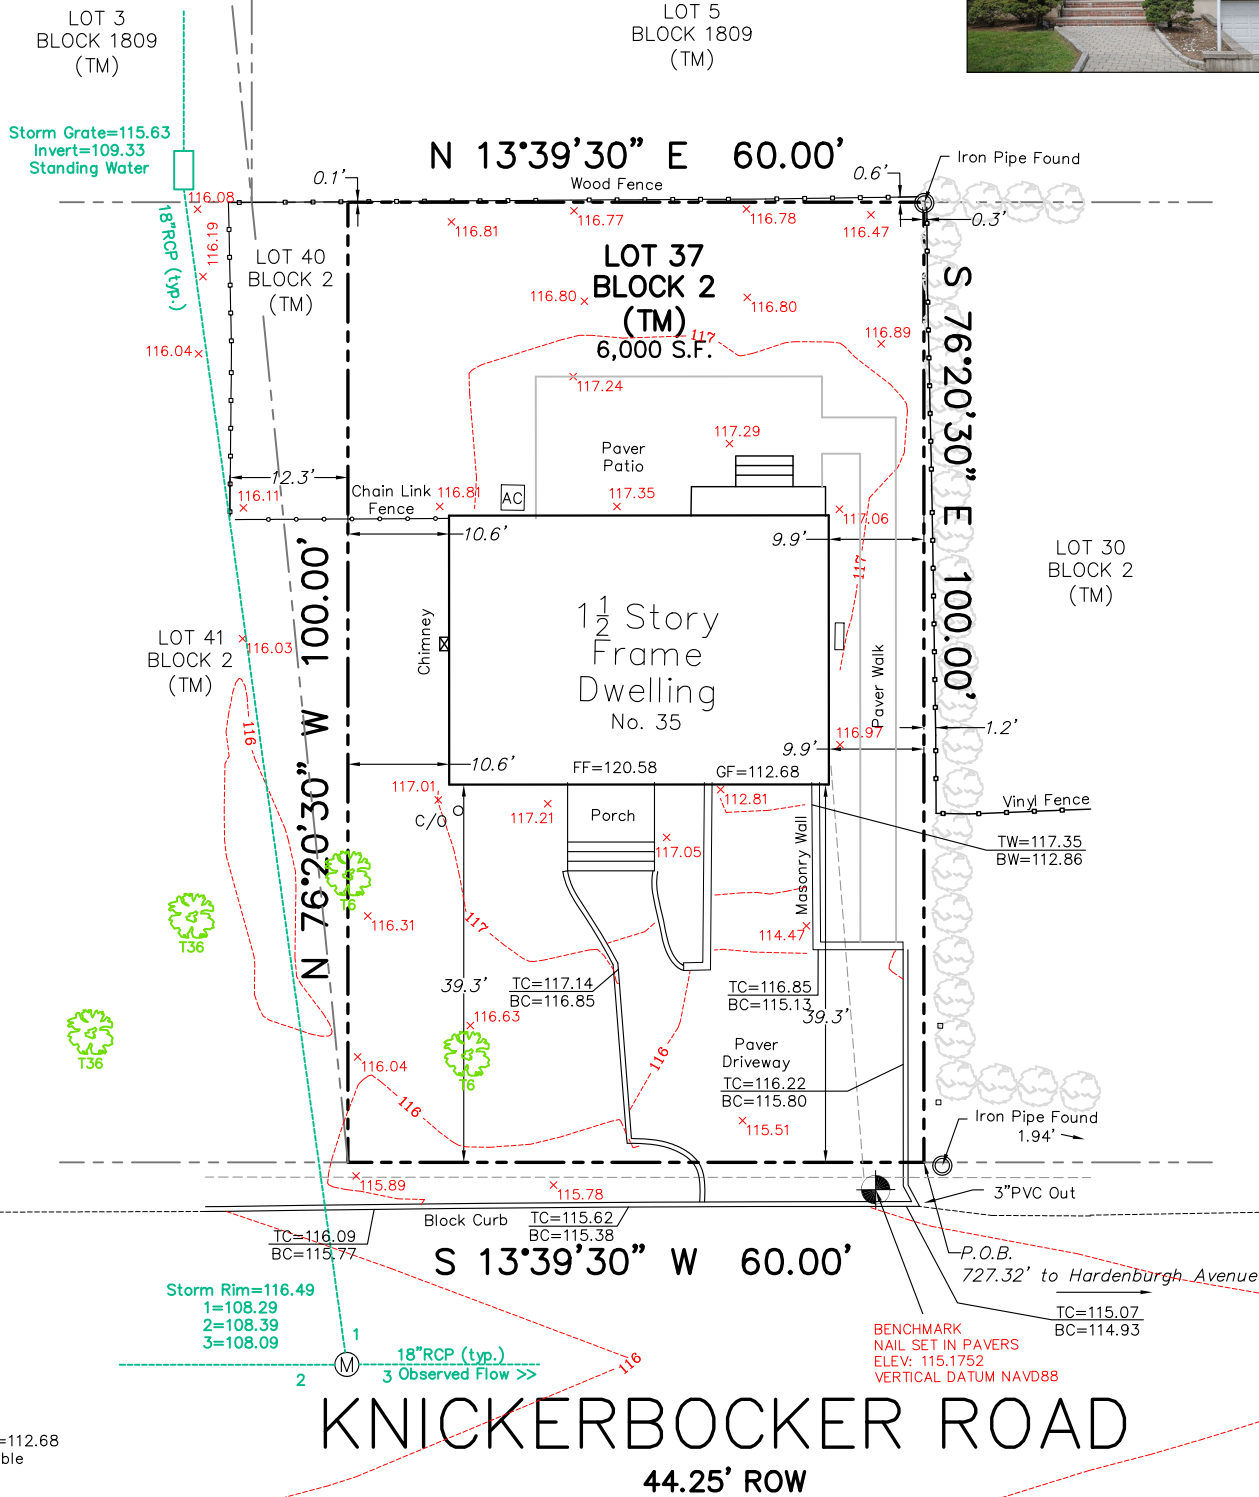 LOT 3
BLOCK 1809
(TM)
LOT 5
BLOCK 1809
(TM)
Storm Grate=115.63
Invert=109.33
Standing Water
N 13°39'30" E 60.00'
Wood Fence
0.1'
0.6'
Iron Pipe Found
0.3'
116.08
116.19
18"RCP (typ.)
116.81
116.77
116.78
116.47
LOT 40
BLOCK 2
(TM)
LOT 37
BLOCK 2
(TM)
6,000 S.F.
116.80
116.80
116.89
116.04
117
117.24
S 76°20'30" E 100.00'
117.29
Paver
Patio
12.3'
Chain Link
Fence
116.11
116.81
AC
117.35
117.06
10.6'
9.9'
117
N 76°20'30" W 100.00'
LOT 30
BLOCK 2
(TM)
1 1/2 Story
Frame
Dwelling
No. 35
Chimney
LOT 41
BLOCK 2
(TM)
116.03
116
Paver Walk
116.97
1.2'
10.6'
9.9'
FF=120.58
GF=112.68
117.01
C/O
117.21
Porch
112.81
117.05
Masonry Wall
Vinyl Fence
TW=117.35
BW=112.86
T6
T36
116.31
117
114.47
39.3'
TC=117.14
BC=116.85
TC=116.85
BC=115.13
39.3'
T36
116.63
T6
116.04
116
116
Paver
Driveway
TC=116.22
BC=115.80
115.51
Iron Pipe Found
1.94'
115.89
115.78
3"PVC Out
Block Curb
TC=115.62
BC=115.38
TC=116.09
BC=115.77
S 13°39'30" W 60.00'
P.O.B.
727.32' to Hardenburgh Avenue
TC=115.07
BC=114.93
Storm Rim=116.49
1=108.29
2=108.39
3=108.09
1
M
2
3
18"RCP (typ.)
Observed Flow >>
116
BENCHMARK
NAIL SET IN PAVERS
ELEV: 115.1752
VERTICAL DATUM NAVD88
KNICKERBOCKER ROAD
44.25' ROW
=112.68
ble